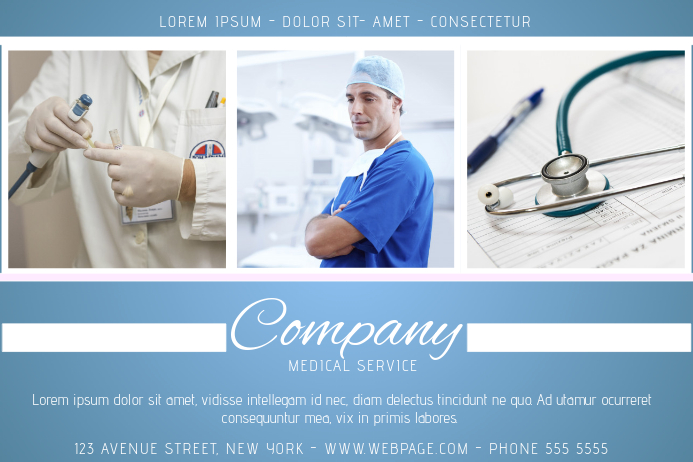 LOREM IPSUM - DOLOR SIT- AMET - CONSECTETUR
Company
MEDICAL SERVICE
Lorem ipsum dolor sit amet, vidisse intellegam id nec, diam delectus tincidunt ne quo. Ad utamur ocurreret
consequuntur mea, vix in primis labores.
123 AVENUE STREET, NEW YORK - WWW.WEBPAGE.COM - PHONE 555 5555